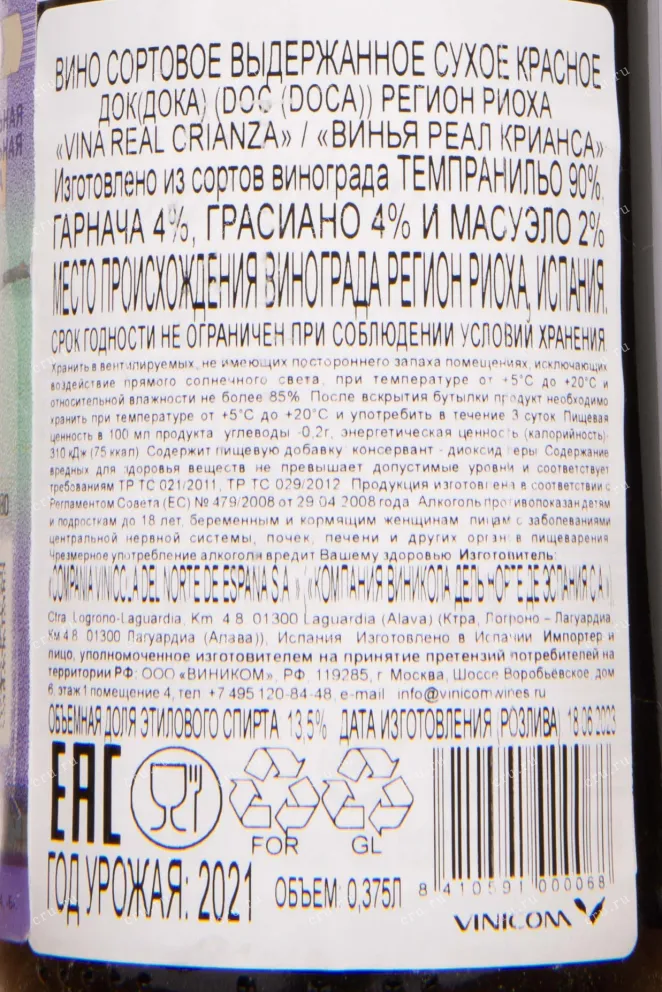 ВИНО СОРТОВОЕ ВЫДЕРЖАННОЕ СУХОЕ КРАСНОЕ
ДОК(ДОКА) (DOC (DOCA)) РЕГИОН РИОХА
«VINA REAL CRIANZA» / «ВИНЬЯ РЕАЛ КРИАНСА»
Изготовлено из сортов винограда ТЕМПРАНИЛЬО 90%,
ГАРНАЧА 4%, ГРАСИАНО 4% И МАСУЭЛО 2%
МЕСТО ПРОИСХОЖДЕНИЯ ВИНОГРАДА РЕГИОН РИОХА, ИСПАНИЯ.
СРОК ГОДНОСТИ НЕ ОГРАНИЧЕН ПРИ СОБЛЮДЕНИИ УСЛОВИЙ ХРАНЕНИЯ
Хранить в вентилируемых, не имеющих постороннего запаха помещениях, исключающих
воздействие прямого солнечного света, при температуре от +5°C до +20°C и
относительной влажности не более 85%. После вскрытия бутылки продукт необходимо
хранить при температуре от +5°C до +20°C и употребить в течение 3 суток Пищевая
ценность в 100 мл продукта углеводы -0,2г, энергетическая ценность (калорийность):
310 кДж (75 ккал) Содержит пищевую добавку консервант - диоксид серы Содержание
вредных для здоровья веществ не превышает допустимые уровни и соответствует
требованиям ТР ТС 021/2011, ТР ТС 029/2012 Продукция изготовлена в соответствии с
Регламентом Совета (ЕС) № 479/2008 от 29 04 2008 года Алкоголь противопоказан детям
и подросткам до 18 лет, беременным и кормящим женщинам лицам с заболеваниями
центральной нервной системы, почек, печени и других органов пищеварения
Чрезмерное употребление алкоголя вредит Вашему здоровью Изготовитель:
«COMPANIA VINICOLA DEL NORTE DE ESPANA S.A.», («КОМПАНИЯ ВИНИКОЛА ДЕЛЬ НОРТЕ ДЕ ЭСПАНИЯ С.А.»)
Ctra Logrono-Laguardia, Km 4 8 01300 Laguardia (Alava) (Ктра, Логроно – Лагуардиа,
Км 4 8 01300 Лагуардиа (Алава)), Испания Изготовлено в Испании Импортер и
лицо, уполномоченное изготовителем на принятие претензий потребителей на
территории РФ: ООО «ВИНИКОМ», РФ, 119285, г Москва, Шоссе Воробьёвское, дом
6, этаж 1 помещение 4, тел +7 495 120-84-48, e-mail info@vinicomwines.ru
ОБЪЕМНАЯ ДОЛЯ ЭТИЛОВОГО СПИРТА 13,5% ДАТА ИЗГОТОВЛЕНИЯ (РОЗЛИВА) 18.06.2023
EAC
FOR
GL
8 410591 000068
ГОД УРОЖАЯ: 2021
ОБЪЕМ: 0,375Л
VINICOM